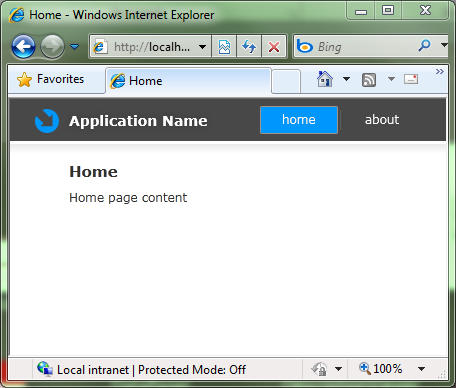 Home - Windows Internet Explorer
http://localh... Bing
Favorites Home
Application Name home about
Home
Home page content
Local intranet | Protected Mode: Off 100%